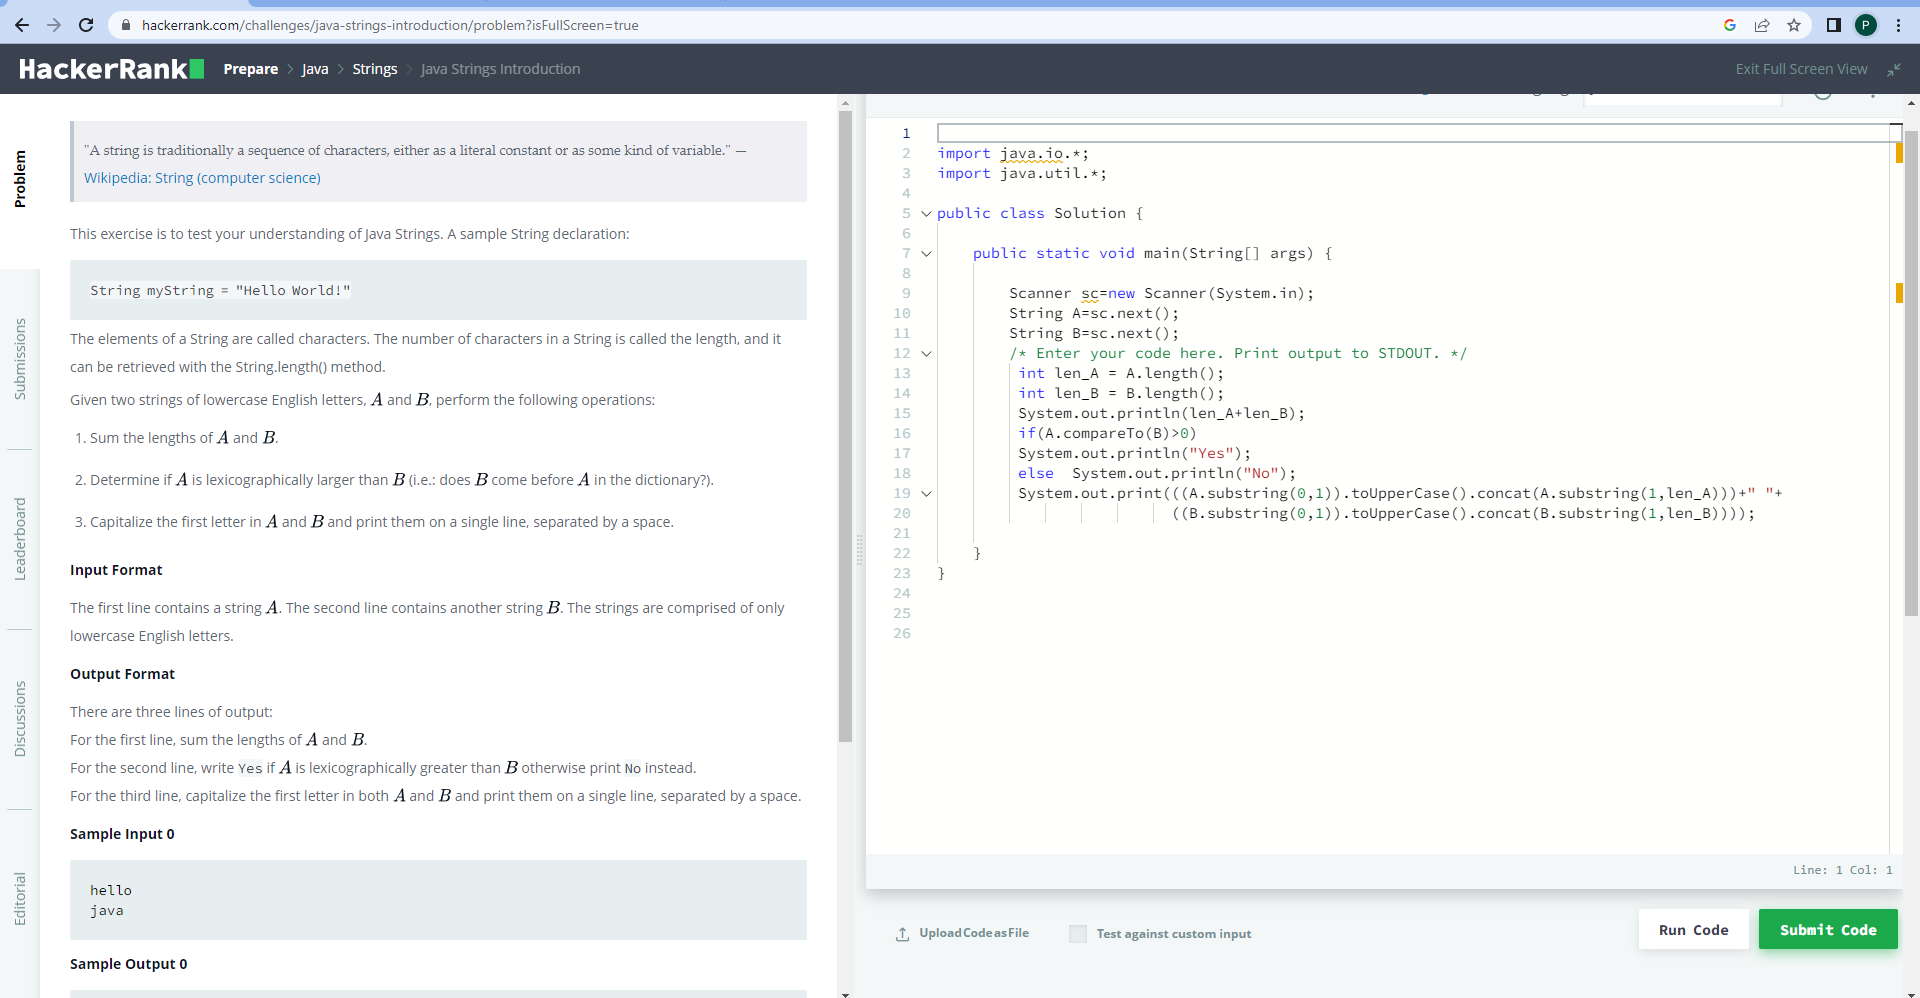 hackerrank.com/challenges/java-strings-introduction/problem?isFullScreen=true
G
P
HackerRank
Prepare > Java > Strings > Java Strings Introduction
Exit Full Screen View
Problem
Submissions
Leaderboard
Discussions
Editorial
"A string is traditionally a sequence of characters, either as a literal constant or as some kind of variable." —
Wikipedia: String (computer science)
This exercise is to test your understanding of Java Strings. A sample String declaration:
String myString = "Hello World!"
The elements of a String are called characters. The number of characters in a String is called the length, and it
can be retrieved with the String.length() method.
Given two strings of lowercase English letters, A and B, perform the following operations:
1. Sum the lengths of A and B.
2. Determine if A is lexicographically larger than B (i.e.: does B come before A in the dictionary?).
3. Capitalize the first letter in A and B and print them on a single line, separated by a space.
Input Format
The first line contains a string A. The second line contains another string B. The strings are comprised of only
lowercase English letters.
Output Format
There are three lines of output:
For the first line, sum the lengths of A and B.
For the second line, write Yes if A is lexicographically greater than B otherwise print No instead.
For the third line, capitalize the first letter in both A and B and print them on a single line, separated by a space.
Sample Input 0
hello
java
Sample Output 0
1
2 import java.io.*;
3 import java.util.*;
4
5 public class Solution {
6
7 public static void main(String[] args) {
8
9 Scanner sc=new Scanner(System.in);
10 String A=sc.next();
11 String B=sc.next();
12 /* Enter your code here. Print output to STDOUT. */
13 int len_A = A.length();
14 int len_B = B.length();
15 System.out.println(len_A+len_B);
16 if(A.compareTo(B)>0)
17 System.out.println("Yes");
18 else  System.out.println("No");
19 System.out.print(((A.substring(0,1)).toUpperCase().concat(A.substring(1,len_A)))+" "+
20 ((B.substring(0,1)).toUpperCase().concat(B.substring(1,len_B))));
21
22 }
23 }
24
25
26
Line: 1 Col: 1
Upload Code as File
Test against custom input
Run Code
Submit Code